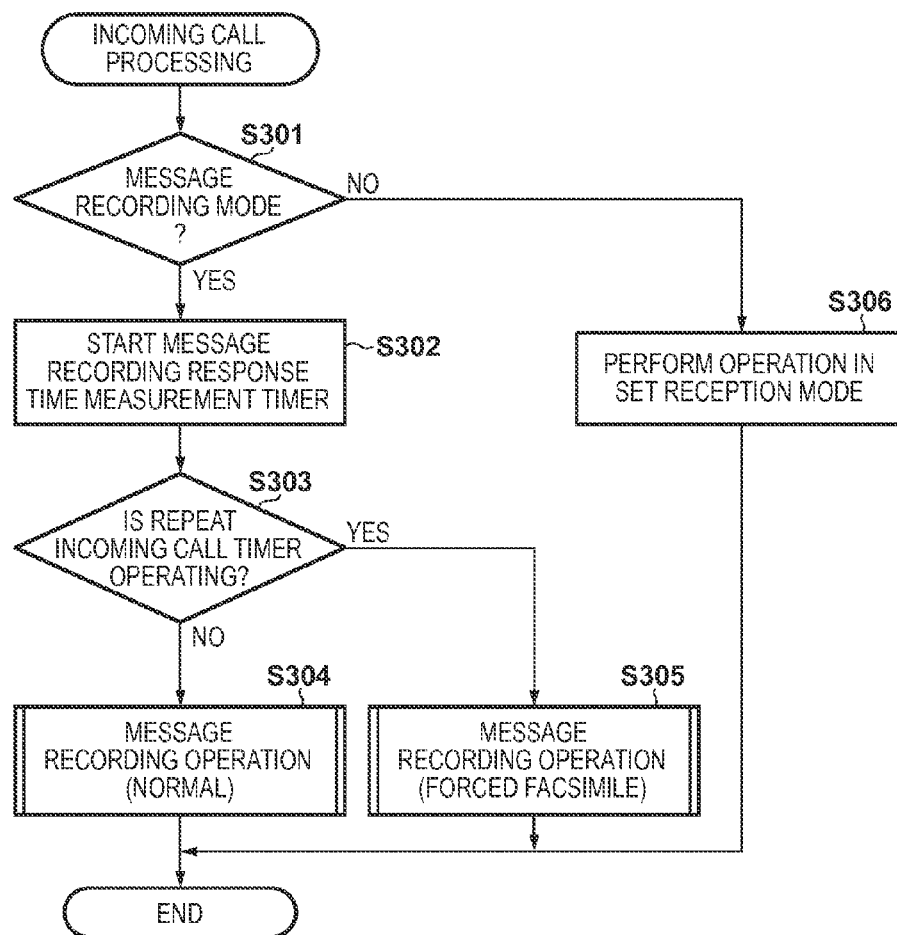 INCOMING CALL
PROCESSING
S301
MESSAGE
RECORDING MODE
?
NO
YES
START MESSAGE
RECORDING RESPONSE
TIME MEASUREMENT TIMER
S302
S306
PERFORM OPERATION IN
SET RECEPTION MODE
S303
IS REPEAT
INCOMING CALL TIMER
OPERATING?
YES
NO
S304
MESSAGE
RECORDING OPERATION
(NORMAL)
S305
MESSAGE
RECORDING OPERATION
(FORCED FACSIMILE)
END